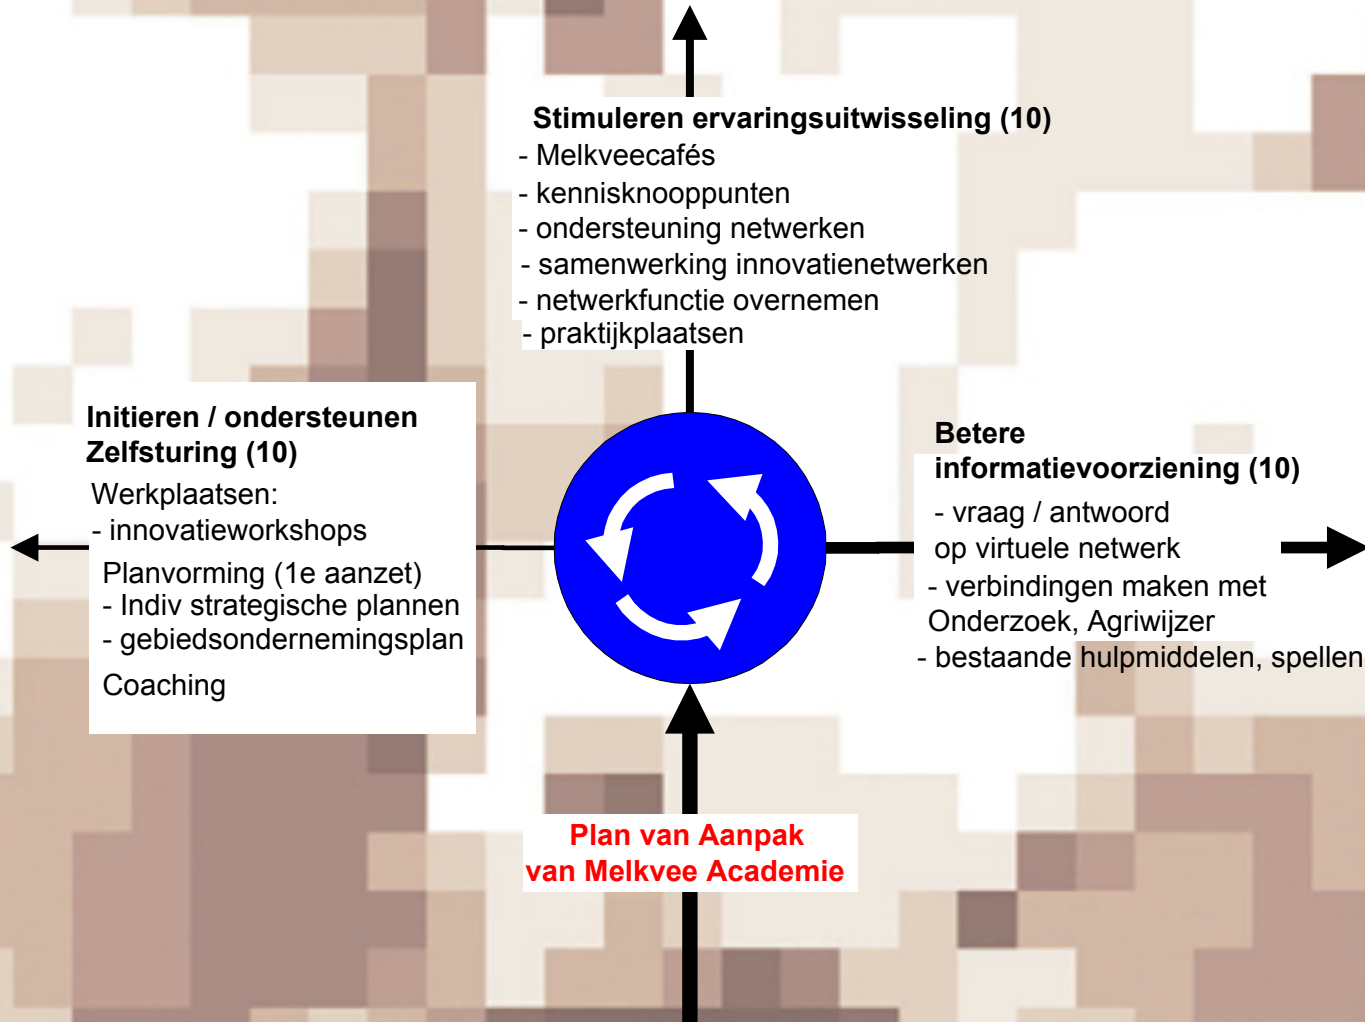 Stimuleren ervaringsuitwisseling (10)
- Melkveecafés
- kennisknooppunten
- ondersteuning netwerken
- samenwerking innovatienetwerken
- netwerkfunctie overnemen
- praktijkplaatsen
Initieren / ondersteunen
Zelfsturing (10)
Werkplaatsen:
- innovatieworkshops
Planvorming (1e aanzet)
- Indiv strategische plannen
- gebiedsondernemingsplan
Coaching
Betere
informatievoorziening (10)
- vraag / antwoord
op virtuele netwerk
- verbindingen maken met
Onderzoek, Agriwijzer
- bestaande hulpmiddelen, spellen
Plan van Aanpak
van Melkvee Academie